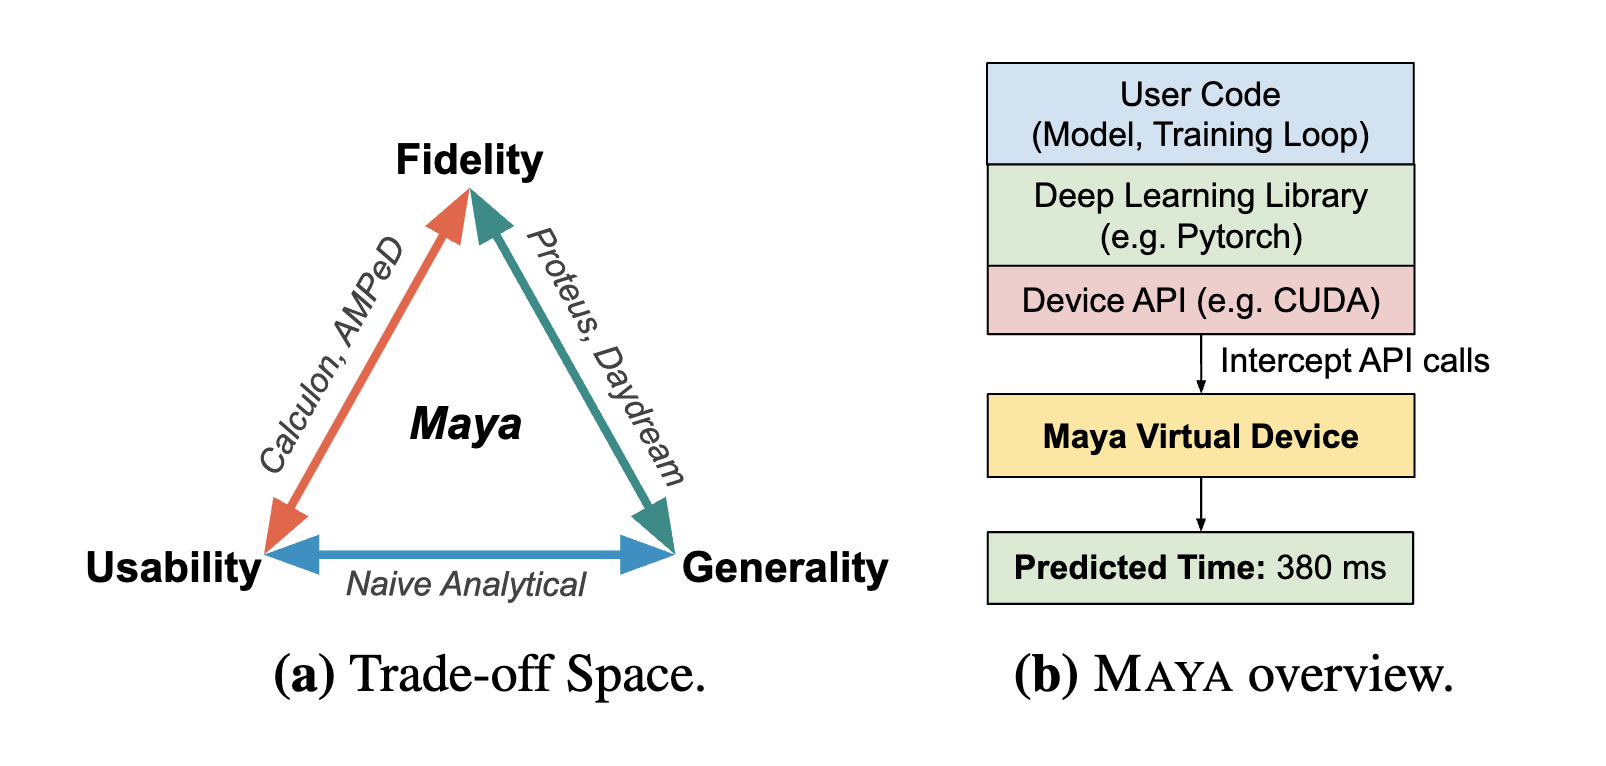 Fidelity
Calculon, AMPeD
Proteus, Daydream
Maya
Usability
Generality
Naive Analytical
(a) Trade-off Space.
User Code
(Model, Training Loop)
Deep Learning Library
(e.g. Pytorch)
Device API (e.g. CUDA)
Intercept API calls
Maya Virtual Device
Predicted Time: 380 ms
(b) MAYA overview.